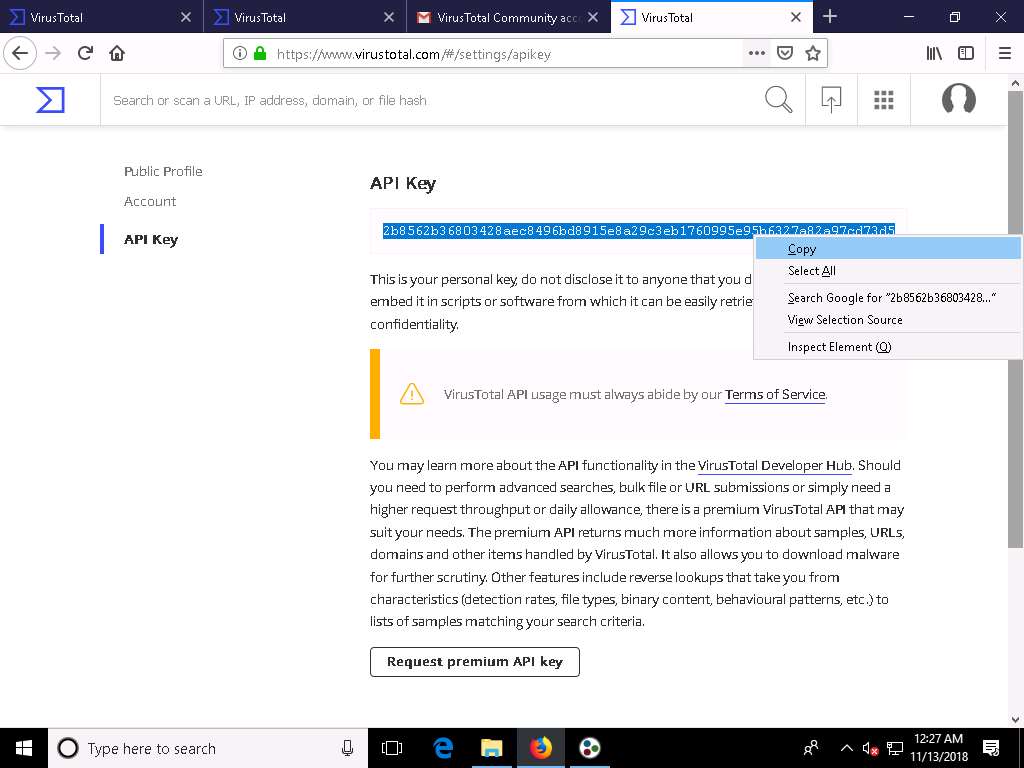 VirusTotal
VirusTotal
VirusTotal Community acc
VirusTotal
https://www.virustotal.com/#/settings/apikey
Search or scan a URL, IP address, domain, or file hash
Public Profile
Account
API Key
API Key
2b8562b36803428aec8496bd8915e8a29c3eb1760995e95b6327a82a97cd73d5
Copy
Select All
Search Google for "2b8562b36803428..."
View Selection Source
Inspect Element (Q)
This is your personal key, do not disclose it to anyone that you d
embed it in scripts or software from which it can be easily retrie
confidentiality.
VirusTotal API usage must always abide by our Terms of Service.
You may learn more about the API functionality in the VirusTotal Developer Hub. Should
you need to perform advanced searches, bulk file or URL submissions or simply need a
higher request throughput or daily allowance, there is a premium VirusTotal API that may
suit your needs. The premium API returns much more information about samples, URLs,
domains and other items handled by VirusTotal. It also allows you to download malware
for further scrutiny. Other features include reverse lookups that take you from
characteristics (detection rates, file types, binary content, behavioural patterns, etc.) to
lists of samples matching your search criteria.
Request premium API key
Type here to search
12:27 AM
11/13/2018